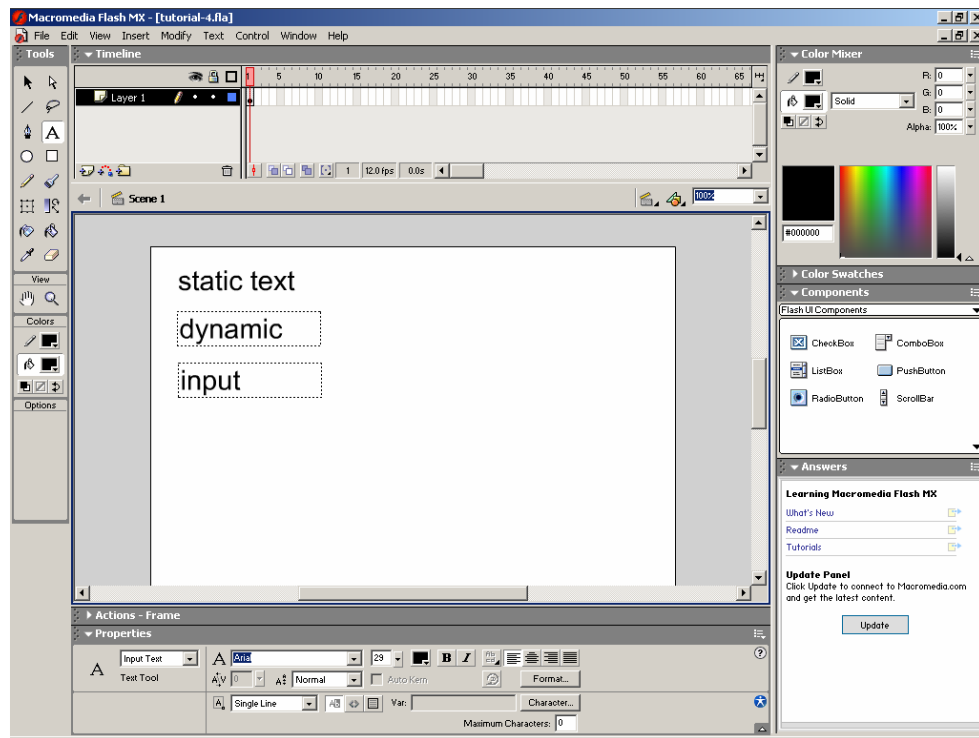 Macromedia Flash MX - [tutorial-4.fla]
File Edit View Insert Modify Text Control Window Help
Tools
View
Colors
Options
Timeline
1 5 10 15 20 25 30 35 40 45 50 55 60 65
Layer 1
1 12.0 fps 0.0s
Scene 1
100%
static text
dynamic
input
Actions - Frame
Properties
Input Text
Text Tool
A Arial 29 B I
A V 0 Normal Auto Kern Format...
Single Line Var: Character...
Maximum Characters: 0
Color Mixer
R: 0
Solid G: 0
B: 0
Alpha: 100%
#000000
Color Swatches
Components
Flash UI Components
CheckBox ComboBox
ListBox PushButton
RadioButton ScrollBar
Answers
Learning Macromedia Flash MX
What's New
Readme
Tutorials
Update Panel
Click Update to connect to Macromedia.com
and get the latest content.
Update